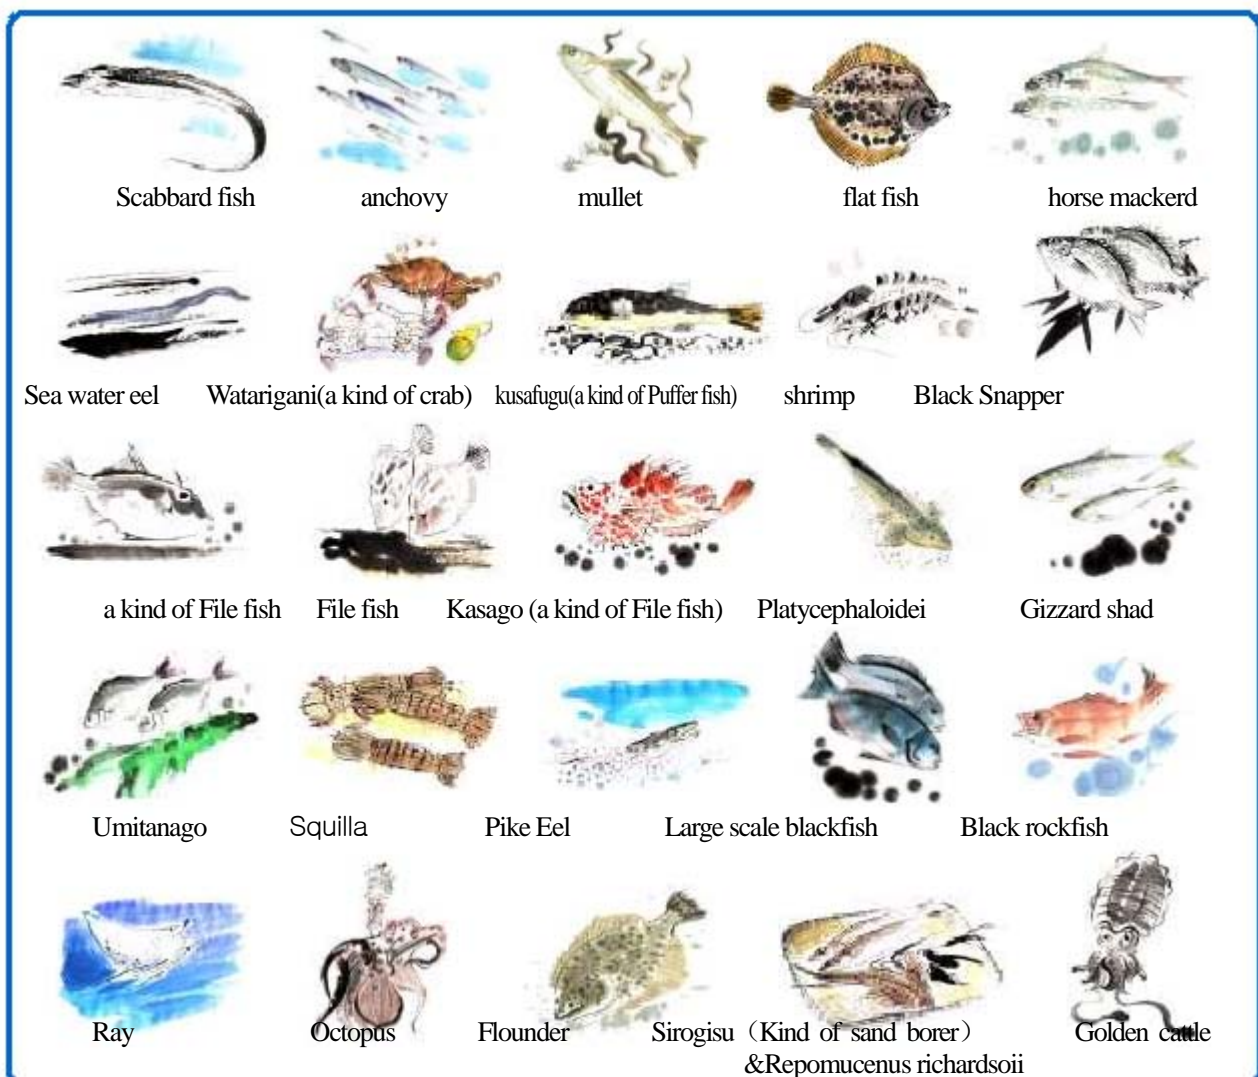 Scabbard fish anchovy mullet flat fish horse mackerd
Sea water eel Watarigani(a kind of crab) kusafugu(a kind of Puffer fish) shrimp Black Snapper
a kind of File fish File fish Kasago (a kind of File fish) Platycephaloidei Gizzard shad
Umitanago Squilla Pike Eel Large scale blackfish Black rockfish
Ray Octopus Flounder Sirogisu（Kind of sand borer） Golden cattle
&Repomucenus richardsoii